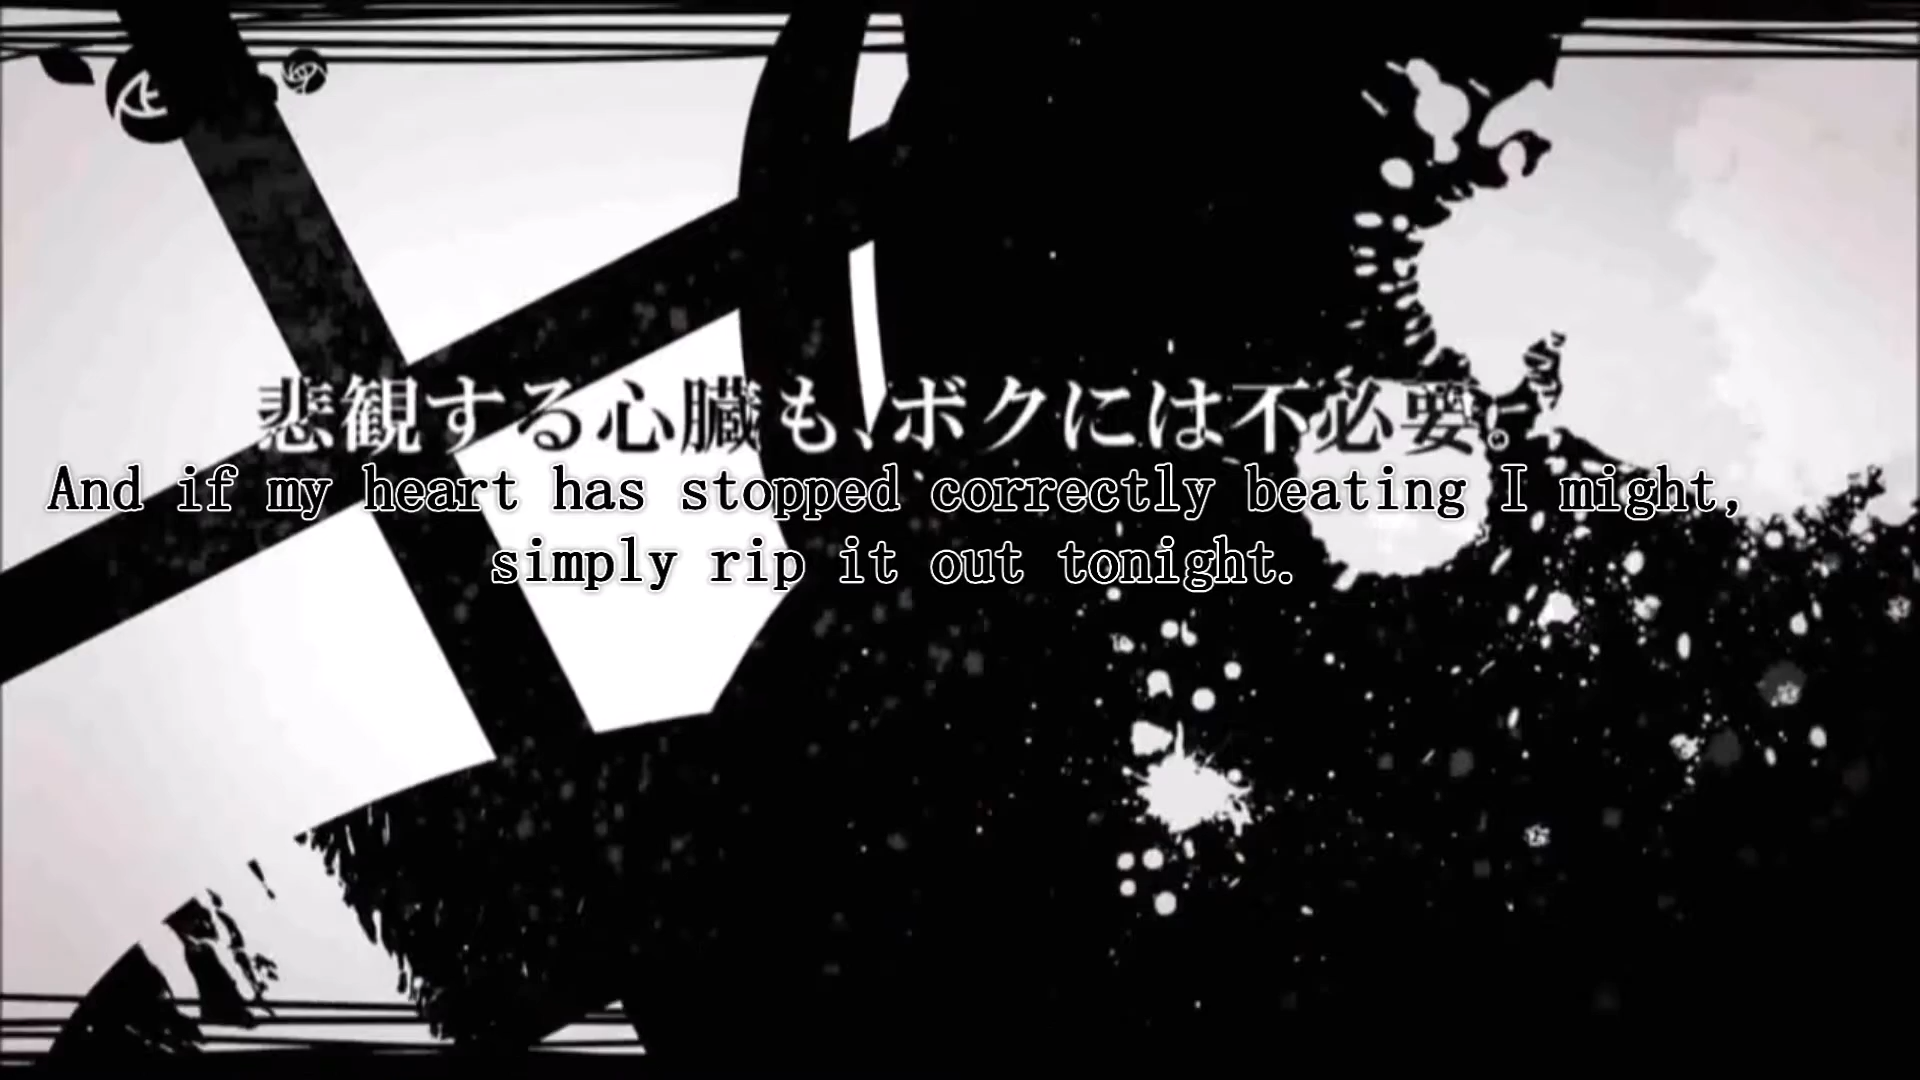 悲観する心臓も、ボクには不必要。
And if my heart has stopped correctly beating I might,
simply rip it out tonight.